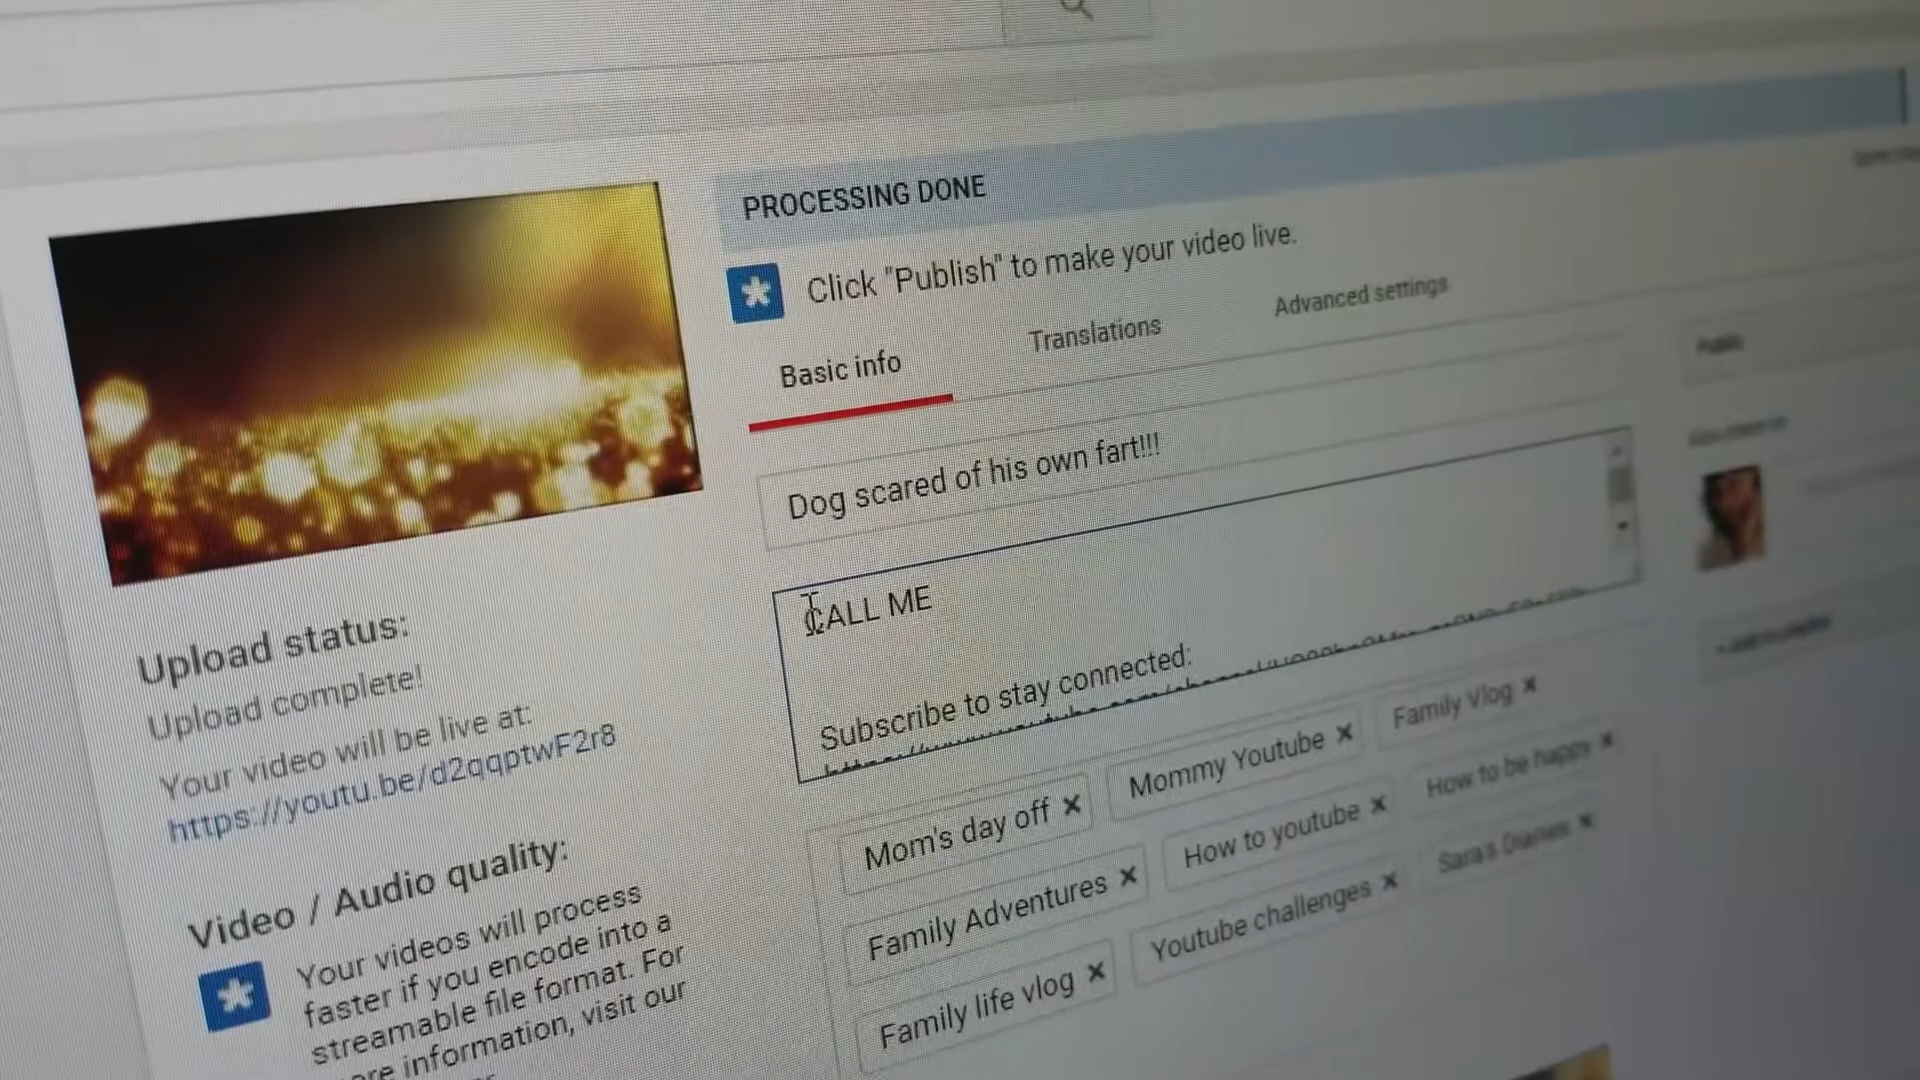 PROCESSING DONE
Click "Publish" to make your video live.
Basic info
Translations
Advanced settings
Dog scared of his own fart!!!
CALL ME
Subscribe to stay connected:
Mom's day off ×
Mommy Youtube ×
Family Vlog ×
Family Adventures ×
How to youtube ×
How to be happy ×
Family life vlog ×
Youtube challenges ×
Sara's Diaries ×
Public
Upload status:
Upload complete!
Your video will be live at:
https://youtu.be/d2qqptwF2r8
Video / Audio quality:
Your videos will process
faster if you encode into a
streamable file format. For
more information, visit our